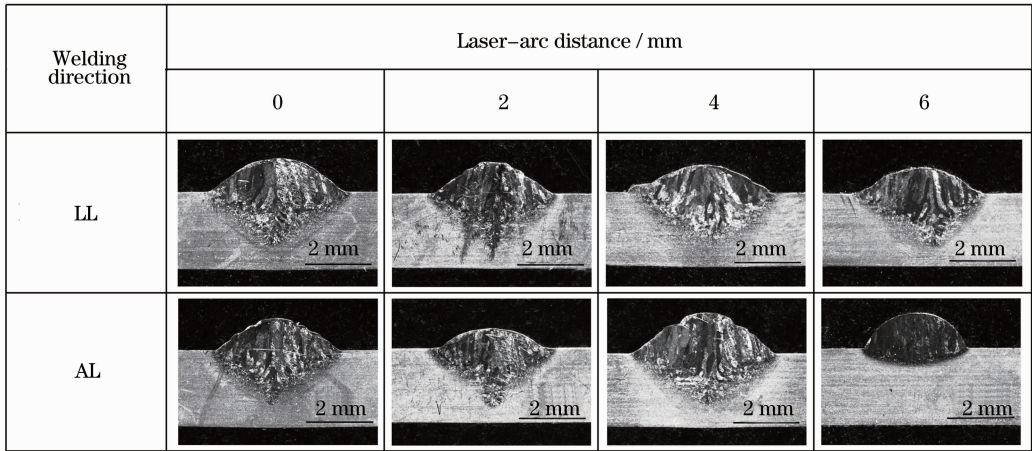 Welding
direction
Laser–arc distance / mm
0 2 4 6
LL
2 mm 2 mm 2 mm 2 mm
AL
2 mm 2 mm 2 mm 2 mm